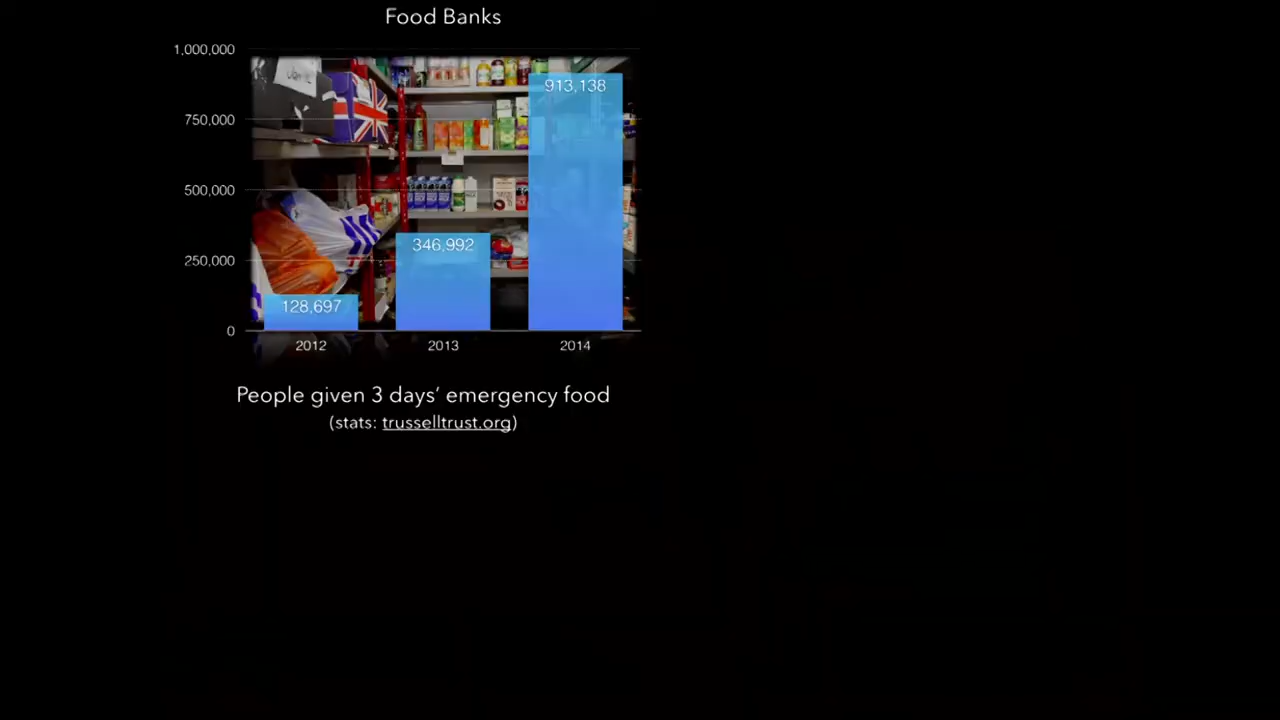 Food Banks
1,000,000
750,000
500,000
250,000
0
913,138
346,992
128,697
2012 2013 2014
People given 3 days’ emergency food
(stats: trusselltrust.org)